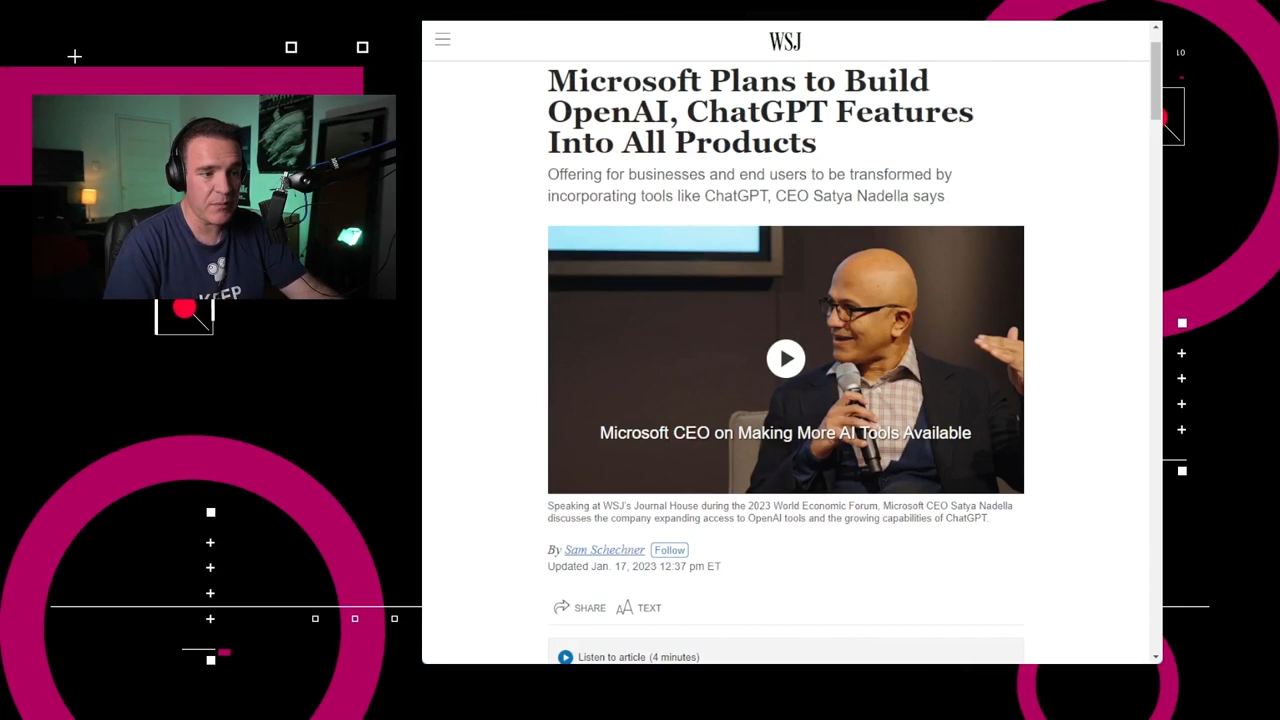 WSJ
Microsoft Plans to Build
OpenAI, ChatGPT Features
Into All Products
Offering for businesses and end users to be transformed by
incorporating tools like ChatGPT, CEO Satya Nadella says
Microsoft CEO on Making More AI Tools Available
Speaking at WSJ's Journal House during the 2023 World Economic Forum, Microsoft CEO Satya Nadella
discusses the company expanding access to OpenAI tools and the growing capabilities of ChatGPT.
By Sam Schechner Follow
Updated Jan. 17, 2023 12:37 pm ET
SHARE AA TEXT
Listen to article (4 minutes)
KEEP
10